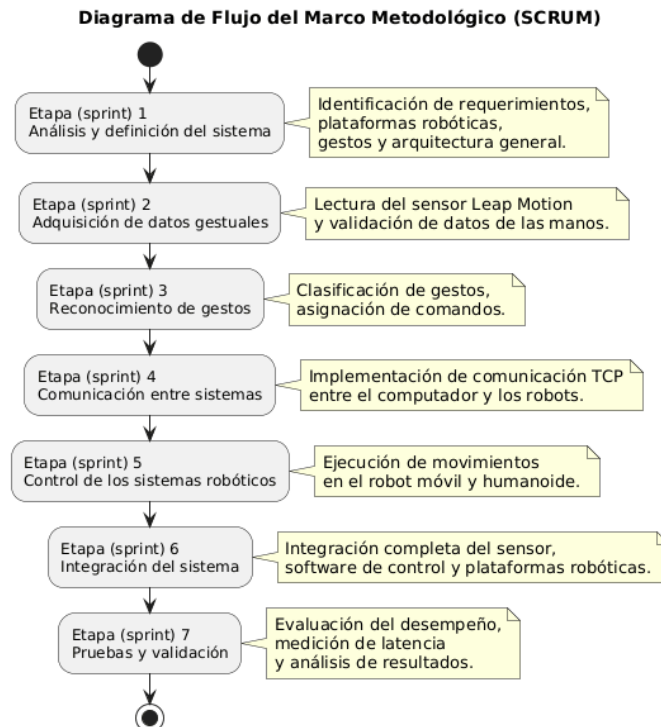 Diagrama de Flujo del Marco Metodológico (SCRUM)
Etapa (sprint) 1
Análisis y definición del sistema
Identificación de requerimientos,
plataformas robóticas,
gestos y arquitectura general.
Etapa (sprint) 2
Adquisición de datos gestuales
Lectura del sensor Leap Motion
y validación de datos de las manos.
Etapa (sprint) 3
Reconocimiento de gestos
Clasificación de gestos,
asignación de comandos.
Etapa (sprint) 4
Comunicación entre sistemas
Implementación de comunicación TCP
entre el computador y los robots.
Etapa (sprint) 5
Control de los sistemas robóticos
Ejecución de movimientos
en el robot móvil y humanoide.
Etapa (sprint) 6
Integración del sistema
Integración completa del sensor,
software de control y plataformas robóticas.
Etapa (sprint) 7
Pruebas y validación
Evaluación del desempeño,
medición de latencia
y análisis de resultados.